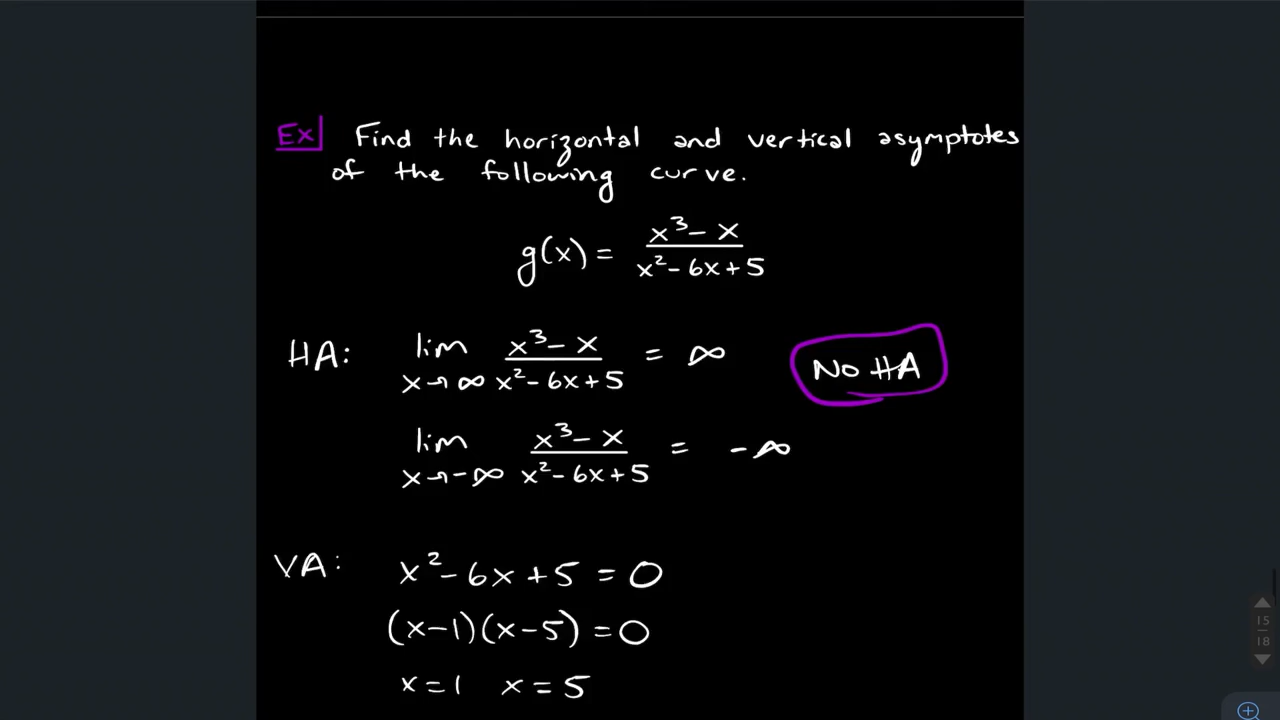 Ex Find the horizontal and vertical asymptotes
of the following curve.
g(x) = (x³ - x)/(x² - 6x + 5)
HA: lim x→∞ (x³ - x)/(x² - 6x + 5) = ∞ No HA
lim x→-∞ (x³ - x)/(x² - 6x + 5) = -∞
VA: x² - 6x + 5 = 0
(x - 1)(x - 5) = 0
x = 1 x = 5
15
18